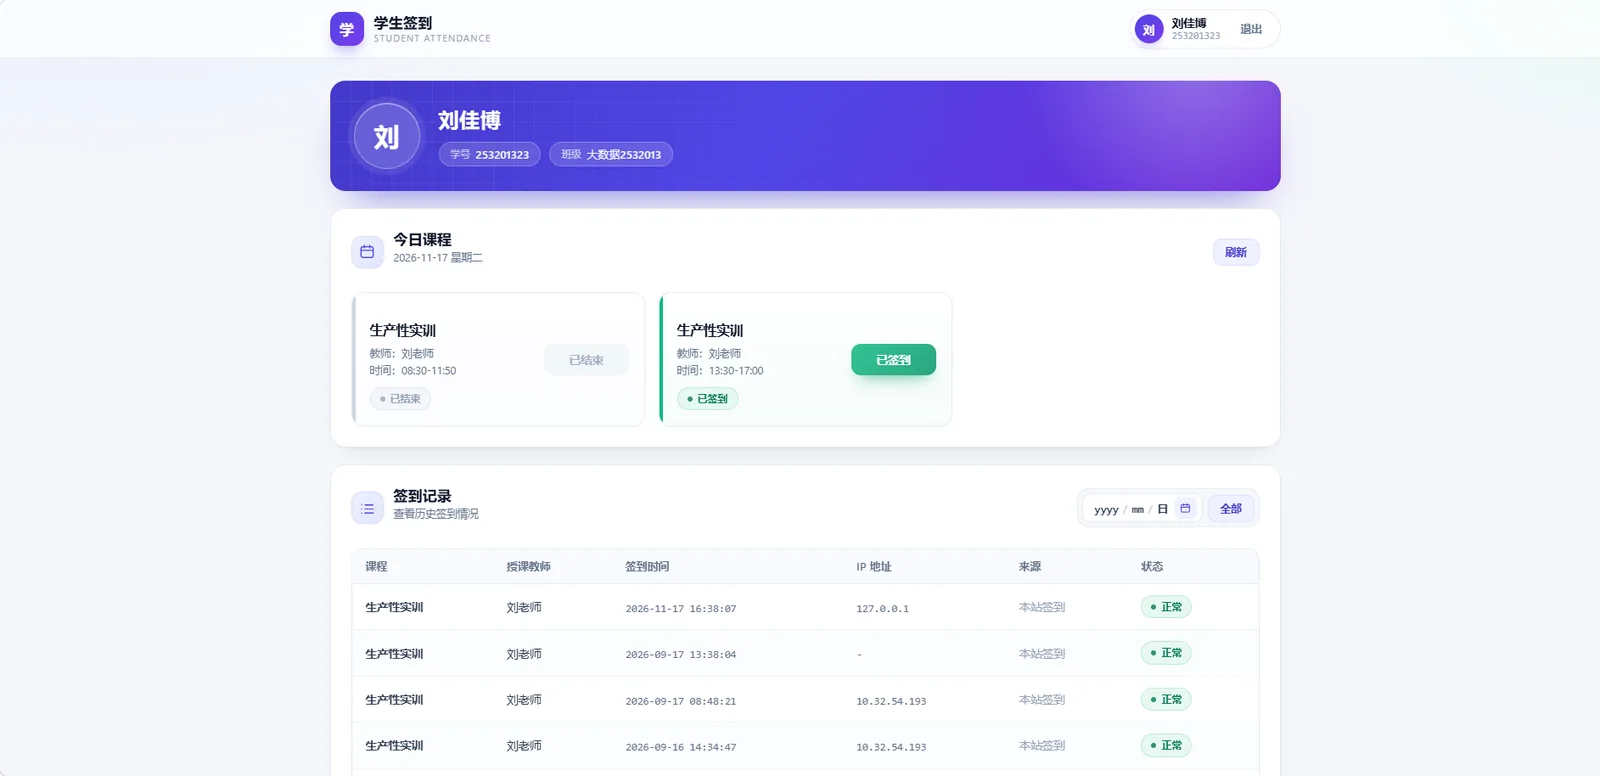 学 学生签到
STUDENT ATTENDANCE
刘 刘佳博
253201323
退出
刘
刘佳博
学号 253201323 班级 大数据2532013
今日课程
2026-11-17 星期二
刷新
生产性实训
教师：刘老师
时间：08:30-11:50
已结束
已结束
生产性实训
教师：刘老师
时间：13:30-17:00
已签到
已签到
签到记录
查看历史签到情况
yyyy / mm / 日
全部
课程 授课教师 签到时间 IP 地址 来源 状态
生产性实训 刘老师 2026-11-17 16:38:07 127.0.0.1 本站签到 正常
生产性实训 刘老师 2026-09-17 13:38:04 - 本站签到 正常
生产性实训 刘老师 2026-09-17 08:48:21 10.32.54.193 本站签到 正常
生产性实训 刘老师 2026-09-16 14:34:47 10.32.54.193 本站签到 正常